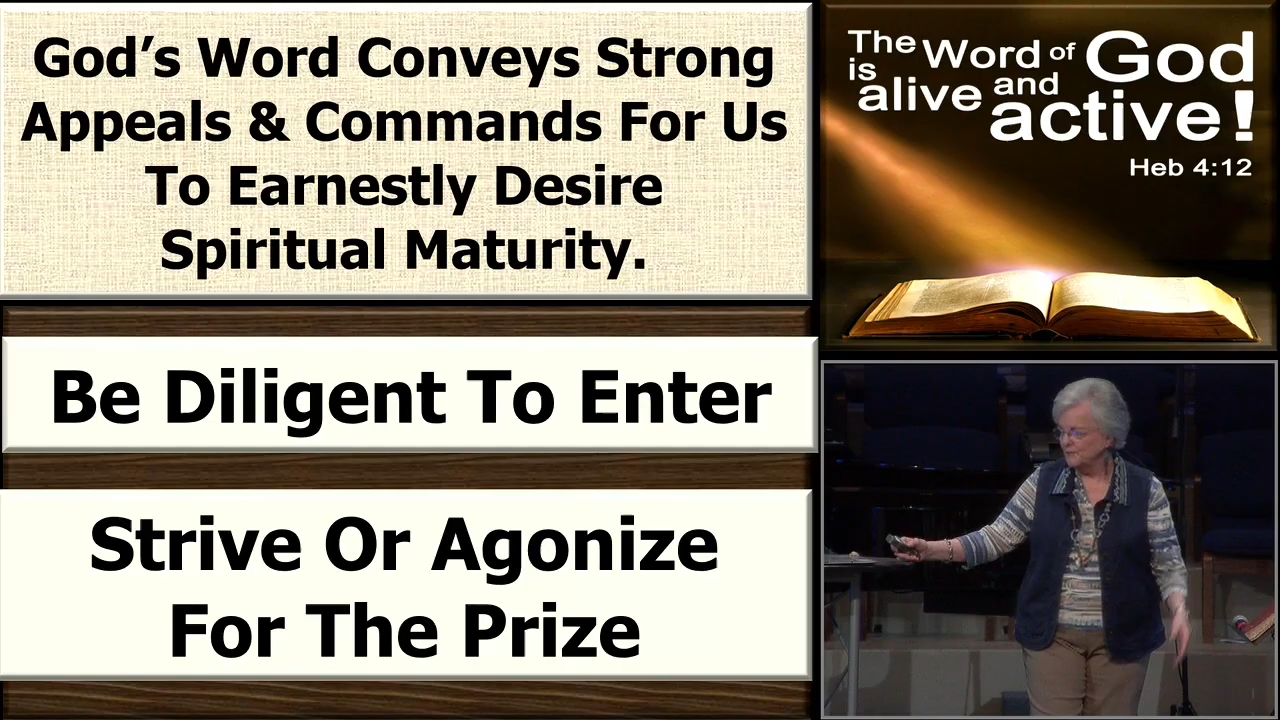 God’s Word Conveys Strong
Appeals & Commands For Us
To Earnestly Desire
Spiritual Maturity.
Be Diligent To Enter
Strive Or Agonize
For The Prize
The Word of God
is alive and active!
Heb 4:12